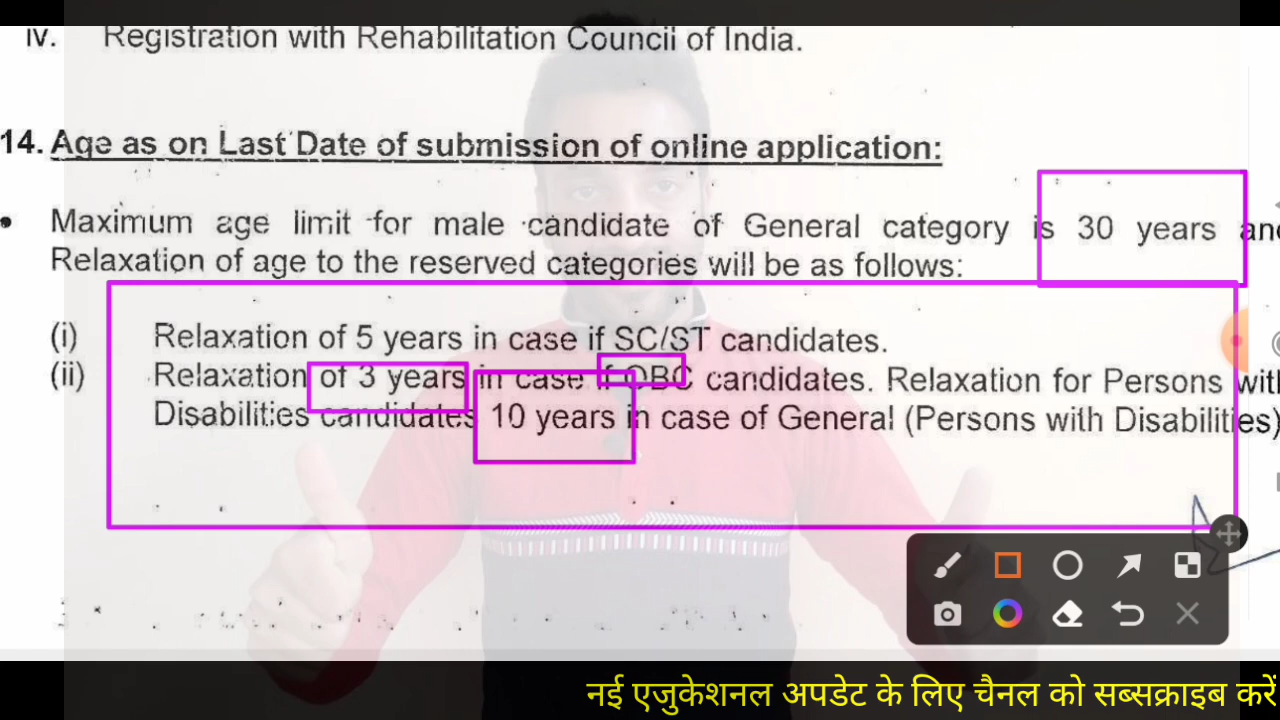 iv. Registration with Rehabilitation Council of India.
14. Age as on Last Date of submission of online application:
• Maximum age limit for male candidate of General category is 30 years and
Relaxation of age to the reserved categories will be as follows:
(i) Relaxation of 5 years in case if SC/ST candidates.
(ii) Relaxation of 3 years in case if OBC candidates. Relaxation for Persons with
Disabilities candidates 10 years in case of General (Persons with Disabilities)
नई एजुकेशनल अपडेट के लिए चैनल को सब्सक्राइब करें